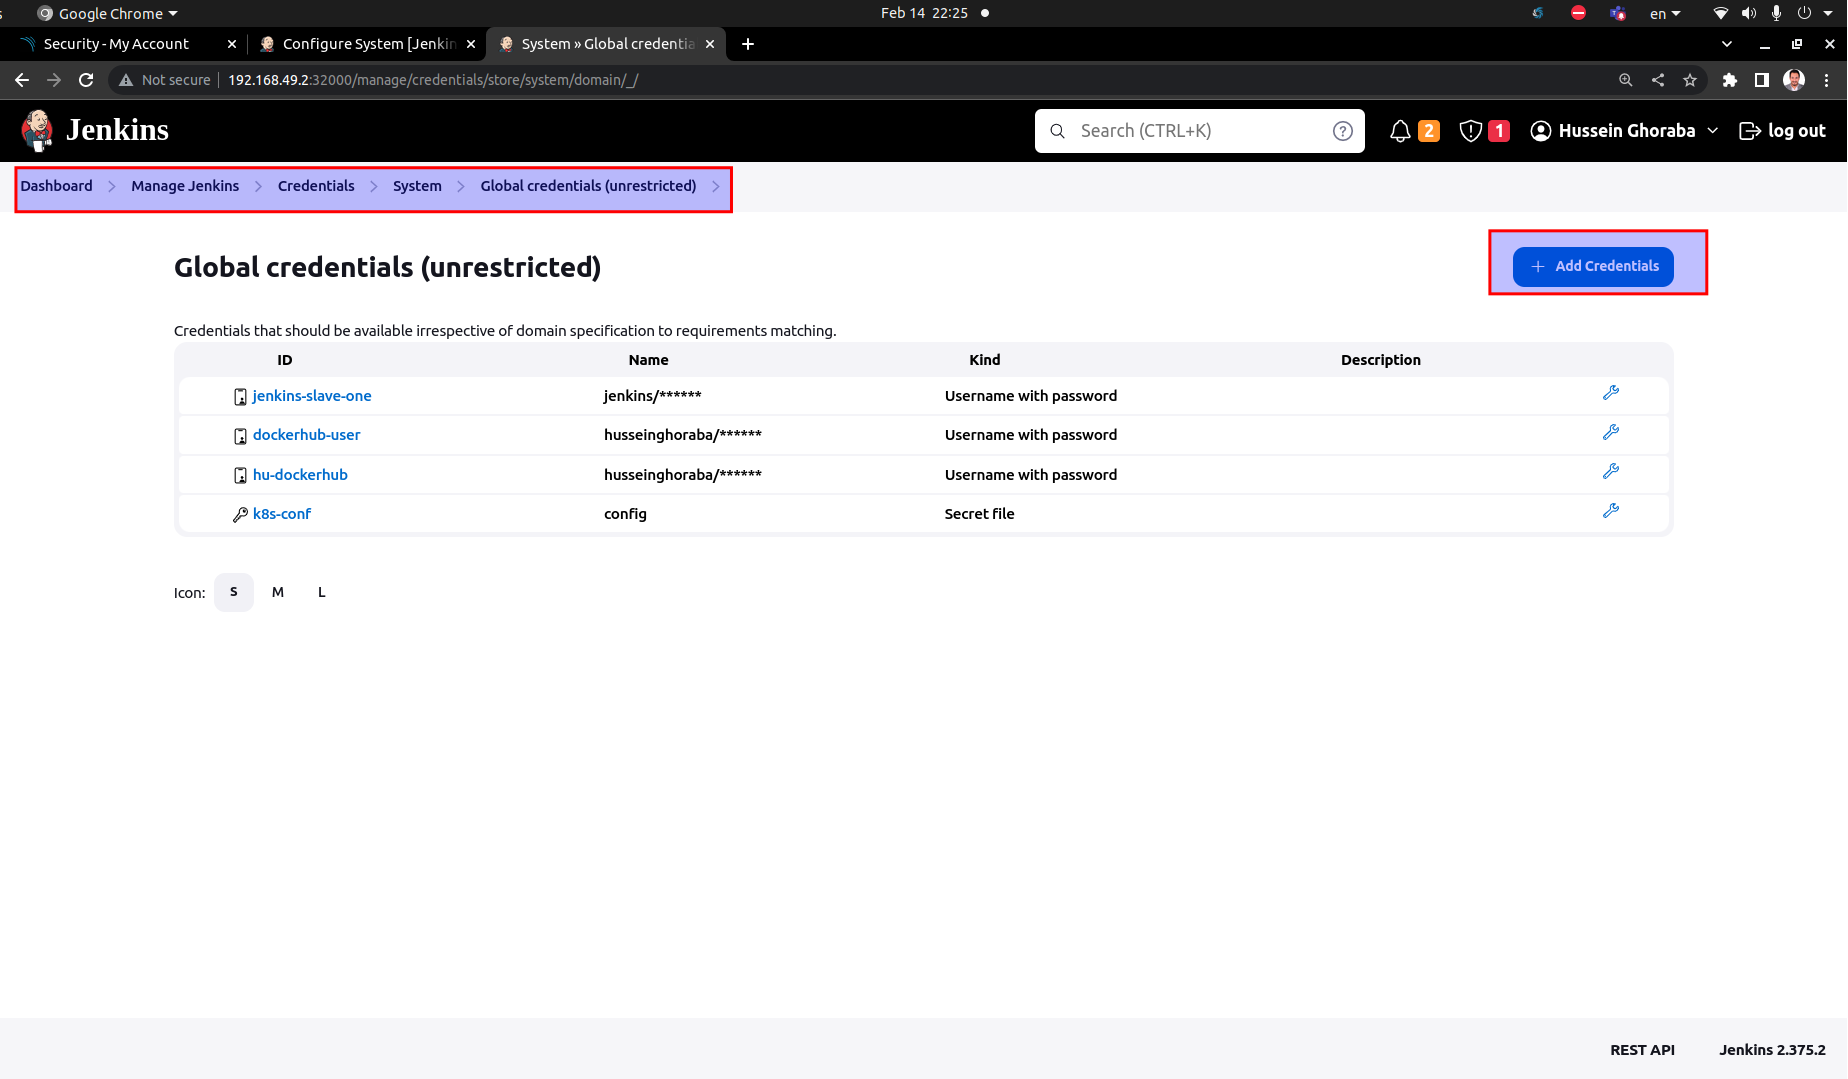 Google Chrome
Feb 14 22:25
en
Security - My Account
Configure System [Jenkin
System » Global credentia
Not secure
192.168.49.2:32000/manage/credentials/store/system/domain/_/
Jenkins
Search (CTRL+K)
2
1
Hussein Ghoraba
log out
Dashboard
Manage Jenkins
Credentials
System
Global credentials (unrestricted)
Global credentials (unrestricted)
Add Credentials
Credentials that should be available irrespective of domain specification to requirements matching.
ID Name Kind Description
jenkins-slave-one jenkins/****** Username with password
dockerhub-user husseinghoraba/****** Username with password
hu-dockerhub husseinghoraba/****** Username with password
k8s-conf config Secret file
Icon: S M L
REST API
Jenkins 2.375.2